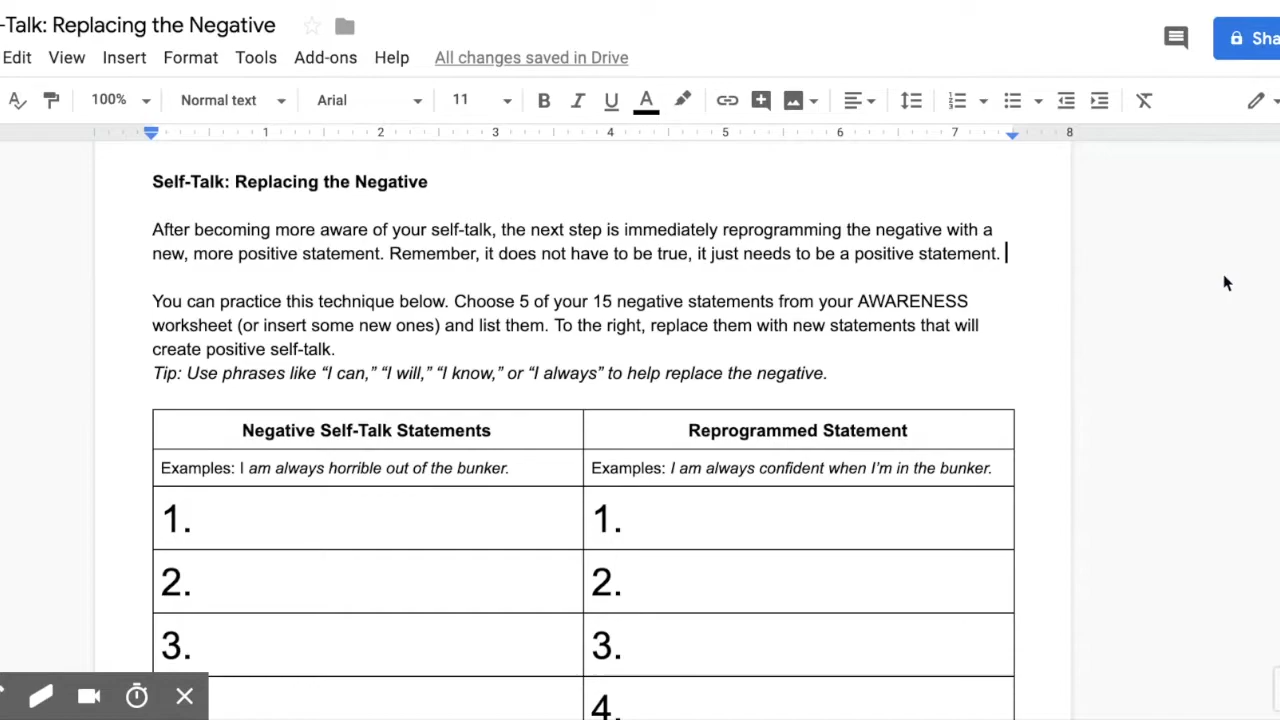 -Talk: Replacing the Negative
Edit View Insert Format Tools Add-ons Help All changes saved in Drive
Sha
100% Normal text Arial 11
1 2 3 4 5 6 7 8
Self-Talk: Replacing the Negative
After becoming more aware of your self-talk, the next step is immediately reprogramming the negative with a
new, more positive statement. Remember, it does not have to be true, it just needs to be a positive statement.
You can practice this technique below. Choose 5 of your 15 negative statements from your AWARENESS
worksheet (or insert some new ones) and list them. To the right, replace them with new statements that will
create positive self-talk.
Tip: Use phrases like “I can,” “I will,” “I know,” or “I always” to help replace the negative.
Negative Self-Talk Statements Reprogrammed Statement
Examples: I am always horrible out of the bunker. Examples: I am always confident when I’m in the bunker.
1. 1.
2. 2.
3. 3.
4.